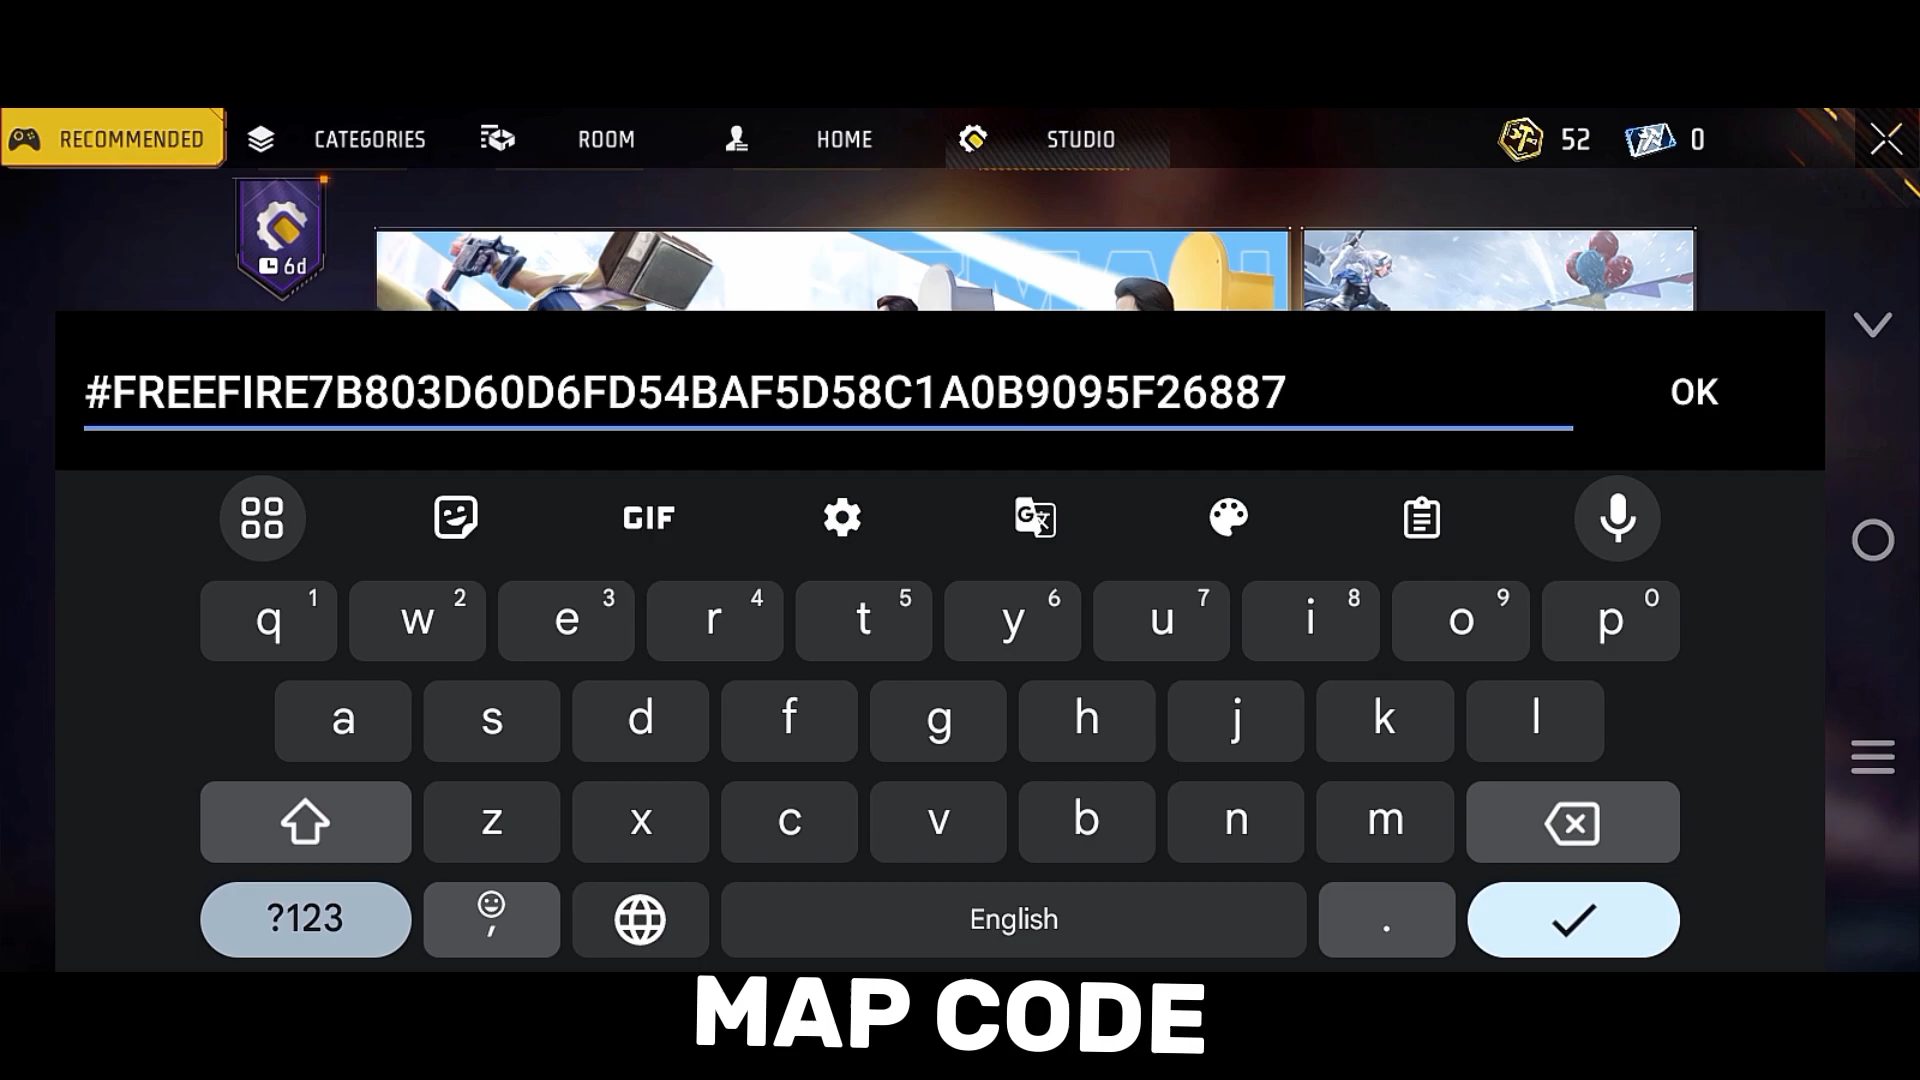 RECOMMENDED CATEGORIES ROOM HOME STUDIO 52 0
6d
#FREEFIRE7B803D60D6FD54BAF5D58C1A0B9095F26887 OK
GIF G
q 1 w 2 e 3 r 4 t 5 y 6 u 7 i 8 o 9 p 0
a s d f g h j k l
z x c v b n m
?123 , English .
MAP CODE